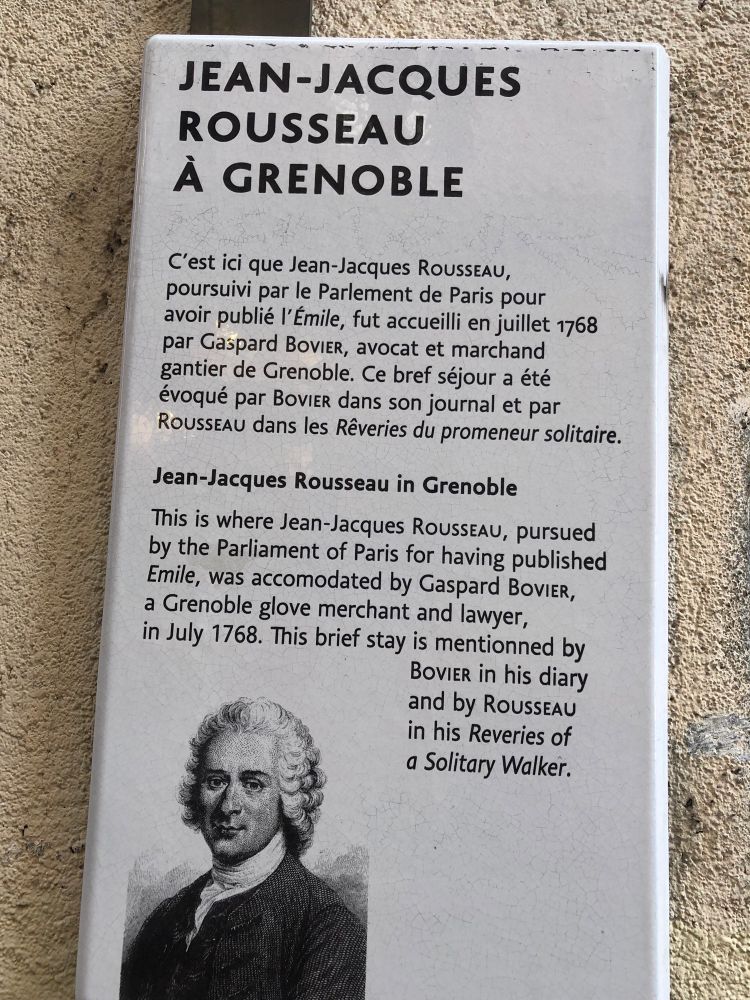 JEAN-JACQUES
ROUSSEAU
À GRENOBLE
C'est ici que Jean-Jacques ROUSSEAU,
poursuivi par le Parlement de Paris pour
avoir publié l'Émile, fut accueilli en juillet 1768
par Gaspard BOVIER, avocat et marchand
gantier de Grenoble. Ce bref séjour a été
évoqué par BOVIER dans son journal et par
ROUSSEAU dans les Rêveries du promeneur solitaire.
Jean-Jacques Rousseau in Grenoble
This is where Jean-Jacques ROUSSEAU, pursued
by the Parliament of Paris for having published
Emile, was accomodated by Gaspard BOVIER,
a Grenoble glove merchant and lawyer,
in July 1768. This brief stay is mentionned by
BOVIER in his diary
and by ROUSSEAU
in his Reveries of
a Solitary Walker.